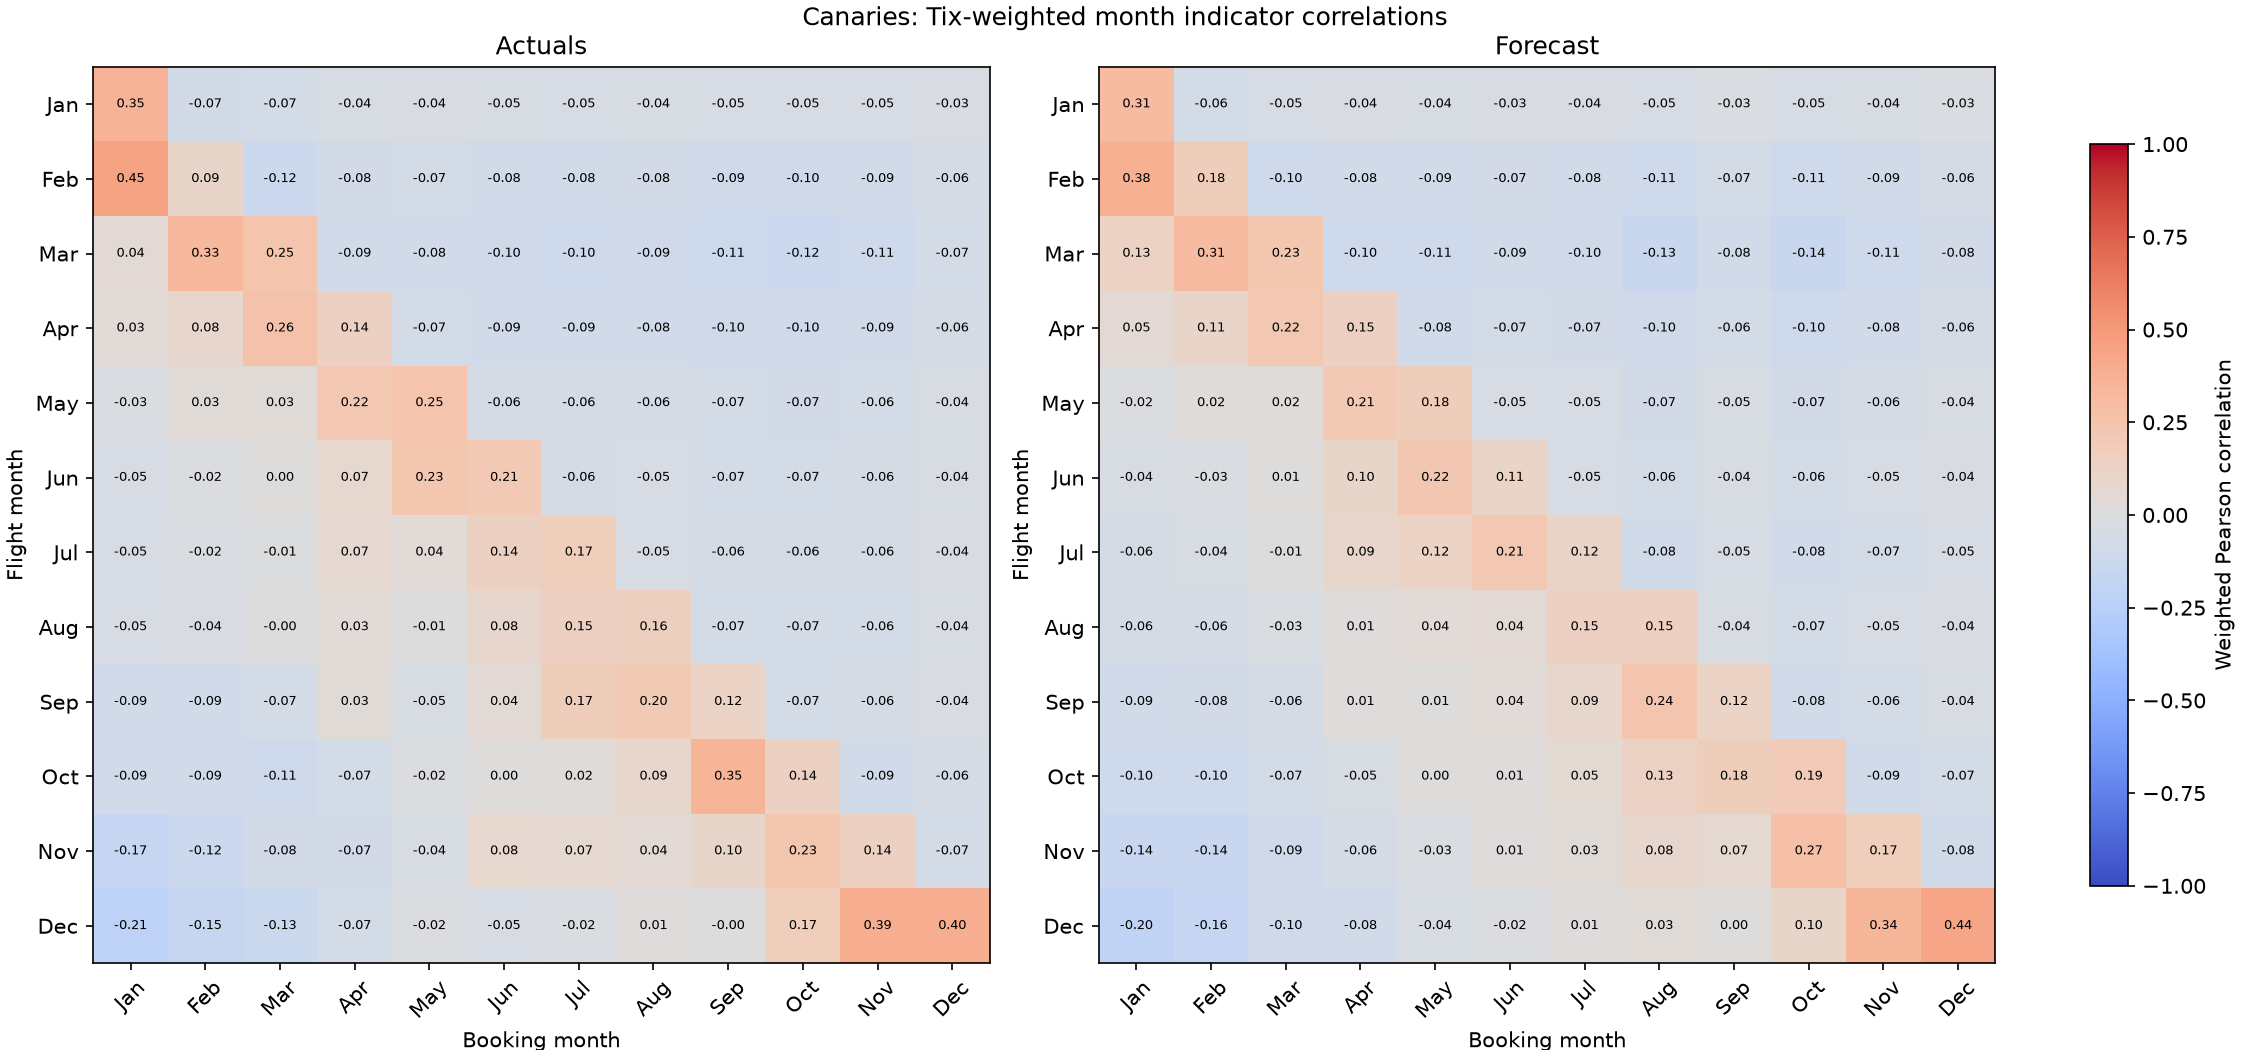 Canaries: Tix-weighted month indicator correlations
Actuals
Jan 0.35 -0.07 -0.07 -0.04 -0.04 -0.05 -0.05 -0.04 -0.05 -0.05 -0.05 -0.03
Feb 0.45 0.09 -0.12 -0.08 -0.07 -0.08 -0.08 -0.08 -0.09 -0.10 -0.09 -0.06
Mar 0.04 0.33 0.25 -0.09 -0.08 -0.10 -0.10 -0.09 -0.11 -0.12 -0.11 -0.07
Apr 0.03 0.08 0.26 0.14 -0.07 -0.09 -0.09 -0.08 -0.10 -0.10 -0.09 -0.06
May -0.03 0.03 0.03 0.22 0.25 -0.06 -0.06 -0.06 -0.07 -0.07 -0.06 -0.04
Jun -0.05 -0.02 0.00 0.07 0.23 0.21 -0.06 -0.05 -0.07 -0.07 -0.06 -0.04
Jul -0.05 -0.02 -0.01 0.07 0.04 0.14 0.17 -0.05 -0.06 -0.06 -0.06 -0.04
Aug -0.05 -0.04 -0.00 0.03 -0.01 0.08 0.15 0.16 -0.07 -0.07 -0.06 -0.04
Sep -0.09 -0.09 -0.07 0.03 -0.05 0.04 0.17 0.20 0.12 -0.07 -0.06 -0.04
Oct -0.09 -0.09 -0.11 -0.07 -0.02 0.00 0.02 0.09 0.35 0.14 -0.09 -0.06
Nov -0.17 -0.12 -0.08 -0.07 -0.04 0.08 0.07 0.04 0.10 0.23 0.14 -0.07
Dec -0.21 -0.15 -0.13 -0.07 -0.02 -0.05 -0.02 0.01 -0.00 0.17 0.39 0.40
Jan Feb Mar Apr May Jun Jul Aug Sep Oct Nov Dec
Flight month
Booking month
Forecast
Jan 0.31 -0.06 -0.05 -0.04 -0.04 -0.03 -0.04 -0.05 -0.03 -0.05 -0.04 -0.03
Feb 0.38 0.18 -0.10 -0.08 -0.09 -0.07 -0.08 -0.11 -0.07 -0.11 -0.09 -0.06
Mar 0.13 0.31 0.23 -0.10 -0.11 -0.09 -0.10 -0.13 -0.08 -0.14 -0.11 -0.08
Apr 0.05 0.11 0.22 0.15 -0.08 -0.07 -0.07 -0.10 -0.06 -0.10 -0.08 -0.06
May -0.02 0.02 0.02 0.21 0.18 -0.05 -0.05 -0.07 -0.05 -0.07 -0.06 -0.04
Jun -0.04 -0.03 0.01 0.10 0.22 0.11 -0.05 -0.06 -0.04 -0.06 -0.05 -0.04
Jul -0.06 -0.04 -0.01 0.09 0.12 0.21 0.12 -0.08 -0.05 -0.08 -0.07 -0.05
Aug -0.06 -0.06 -0.03 0.01 0.04 0.04 0.15 0.15 -0.04 -0.07 -0.05 -0.04
Sep -0.09 -0.08 -0.06 0.01 0.01 0.04 0.09 0.24 0.12 -0.08 -0.06 -0.04
Oct -0.10 -0.10 -0.07 -0.05 0.00 0.01 0.05 0.13 0.18 0.19 -0.09 -0.07
Nov -0.14 -0.14 -0.09 -0.06 -0.03 0.01 0.03 0.08 0.07 0.27 0.17 -0.08
Dec -0.20 -0.16 -0.10 -0.08 -0.04 -0.02 0.01 0.03 0.00 0.10 0.34 0.44
Jan Feb Mar Apr May Jun Jul Aug Sep Oct Nov Dec
Flight month
Booking month
1.00
0.75
0.50
0.25
0.00
−0.25
−0.50
−0.75
−1.00
Weighted Pearson correlation